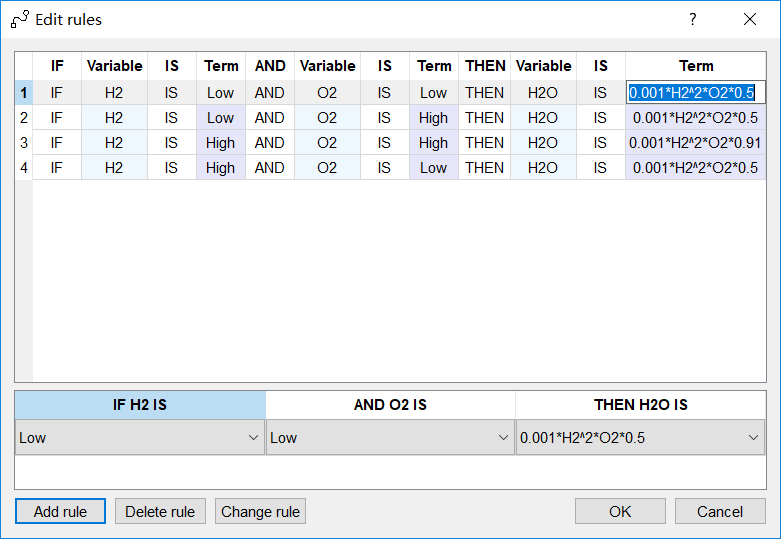 Edit rules ?
IF Variable IS Term AND Variable IS Term THEN Variable IS Term
1 IF H2 IS Low AND O2 IS Low THEN H2O IS 0.001*H2^2*O2*0.5
2 IF H2 IS Low AND O2 IS High THEN H2O IS 0.001*H2^2*O2*0.5
3 IF H2 IS High AND O2 IS High THEN H2O IS 0.001*H2^2*O2*0.91
4 IF H2 IS High AND O2 IS Low THEN H2O IS 0.001*H2^2*O2*0.5
IF H2 IS AND O2 IS THEN H2O IS
Low Low 0.001*H2^2*O2*0.5
Add rule Delete rule Change rule OK Cancel